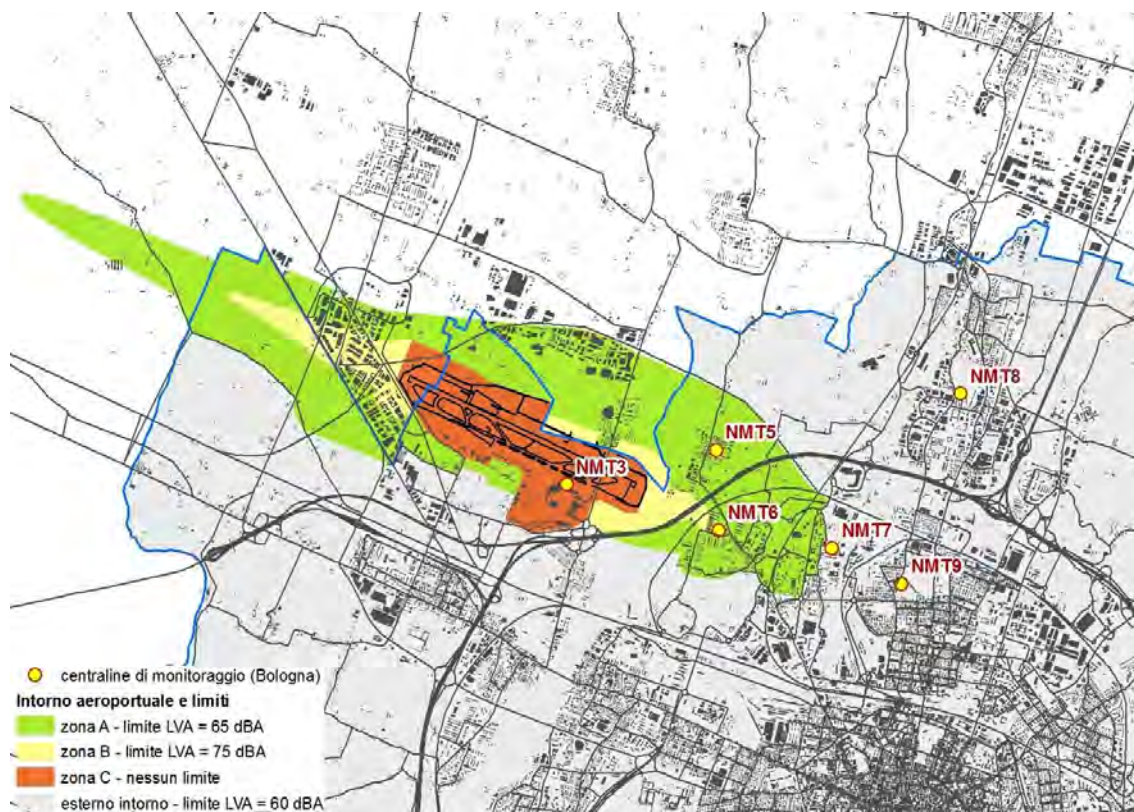 NMT8
NMT5
NMT3
NMT6
NMT7
NMT9
centraline di monitoraggio (Bologna)
Intorno aeroportuale e limiti
zona A - limite LVA = 65 dBA
zona B - limite LVA = 75 dBA
zona C - nessun limite
esterno intorno - limite LVA = 60 dBA